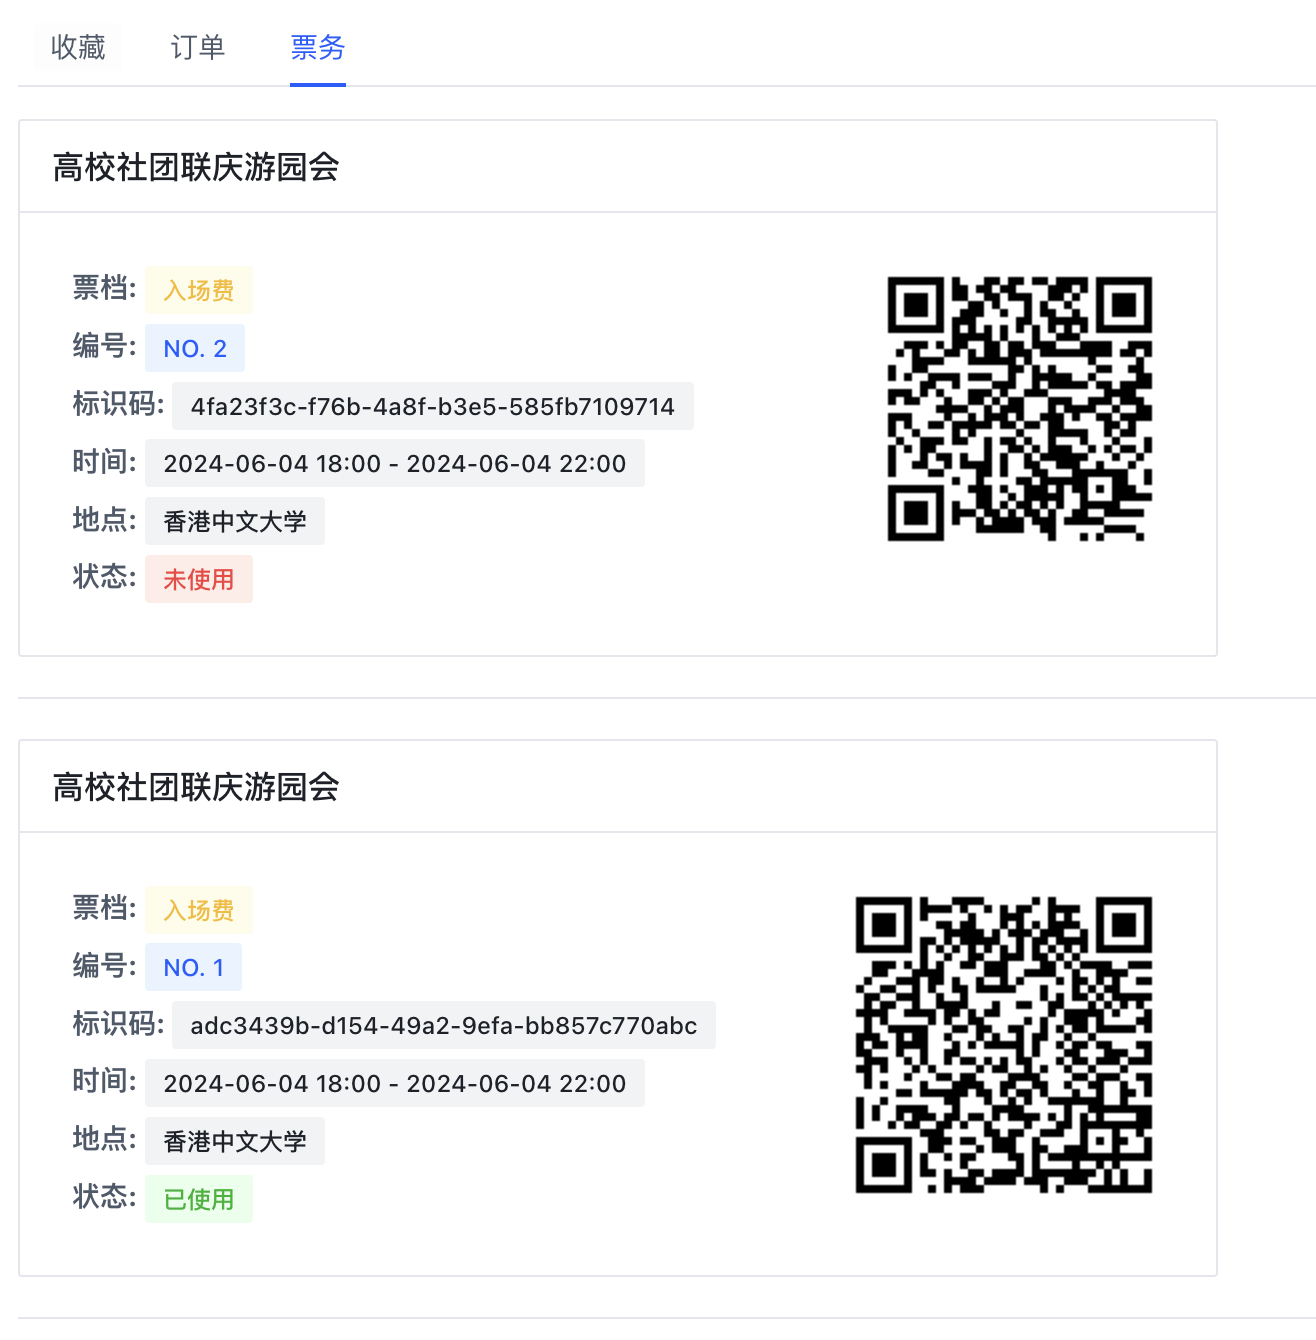 收藏 订单 票务
高校社团联庆游园会
票档: 入场费
编号: NO. 2
标识码: 4fa23f3c-f76b-4a8f-b3e5-585fb7109714
时间: 2024-06-04 18:00 - 2024-06-04 22:00
地点: 香港中文大学
状态: 未使用
高校社团联庆游园会
票档: 入场费
编号: NO. 1
标识码: adc3439b-d154-49a2-9efa-bb857c770abc
时间: 2024-06-04 18:00 - 2024-06-04 22:00
地点: 香港中文大学
状态: 已使用